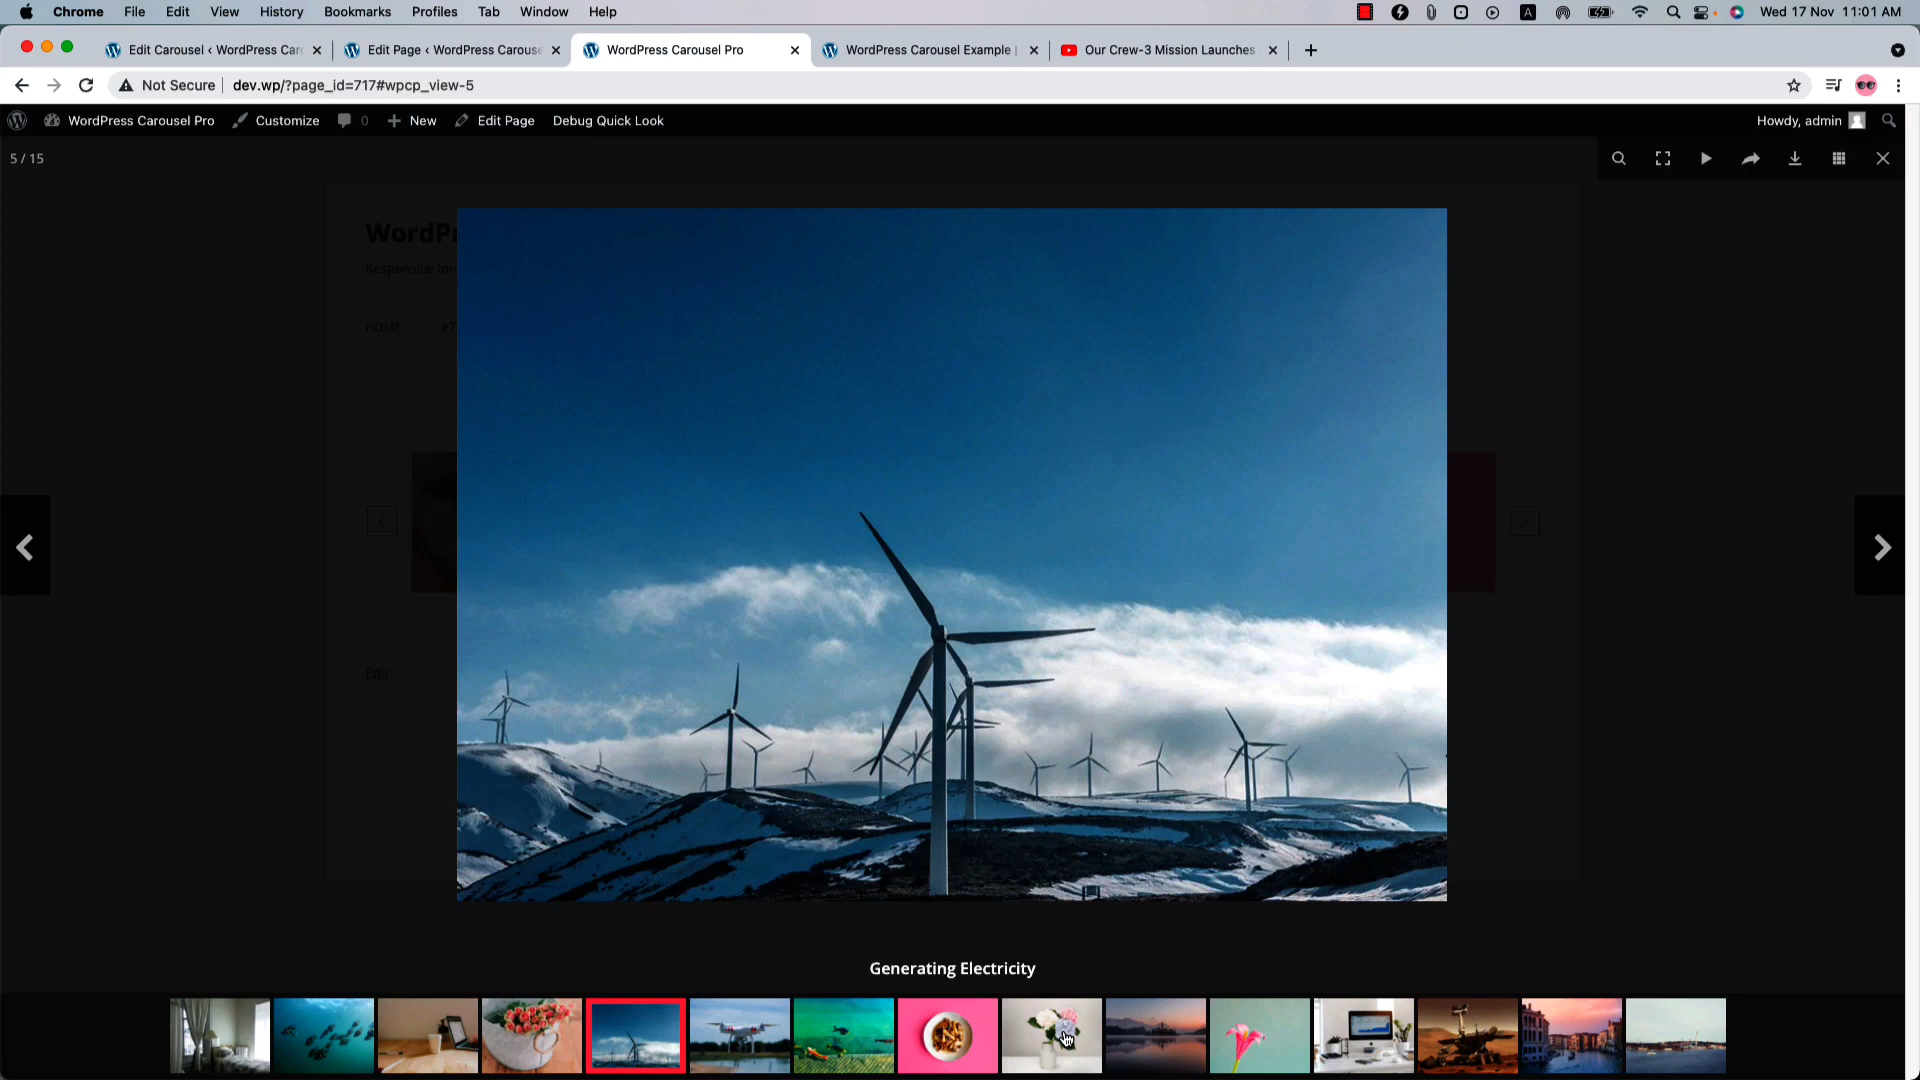 Chrome File Edit View History Bookmarks Profiles Tab Window Help
A
Wed 17 Nov 11:01 AM
Edit Carousel ‹ WordPress Car
Edit Page ‹ WordPress Carouse
WordPress Carousel Pro
WordPress Carousel Example |
Our Crew-3 Mission Launches
Not Secure dev.wp/?page_id=717#wpcp_view-5
WordPress Carousel Pro Customize 0 New Edit Page Debug Quick Look
Howdy, admin
5 / 15
WordPr
Responsive Ima
HOME #7
Edit
Generating Electricity